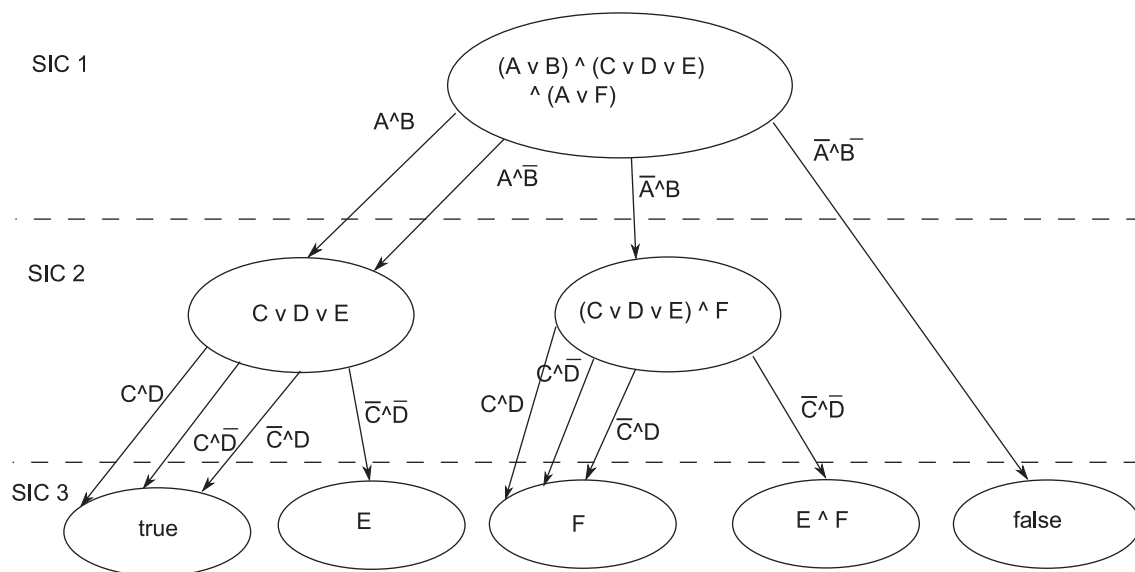 SIC 1
(A v B) ^ (C v D v E)
^ (A v F)
A^B
A^B̅
A̅^B
A̅^B̅
SIC 2
C v D v E
(C v D v E) ^ F
C^D
C^D̅
C̅^D
C̅^D̅
C^D
C^D̅
C̅^D
C̅^D̅
SIC 3
true
E
F
E ^ F
false